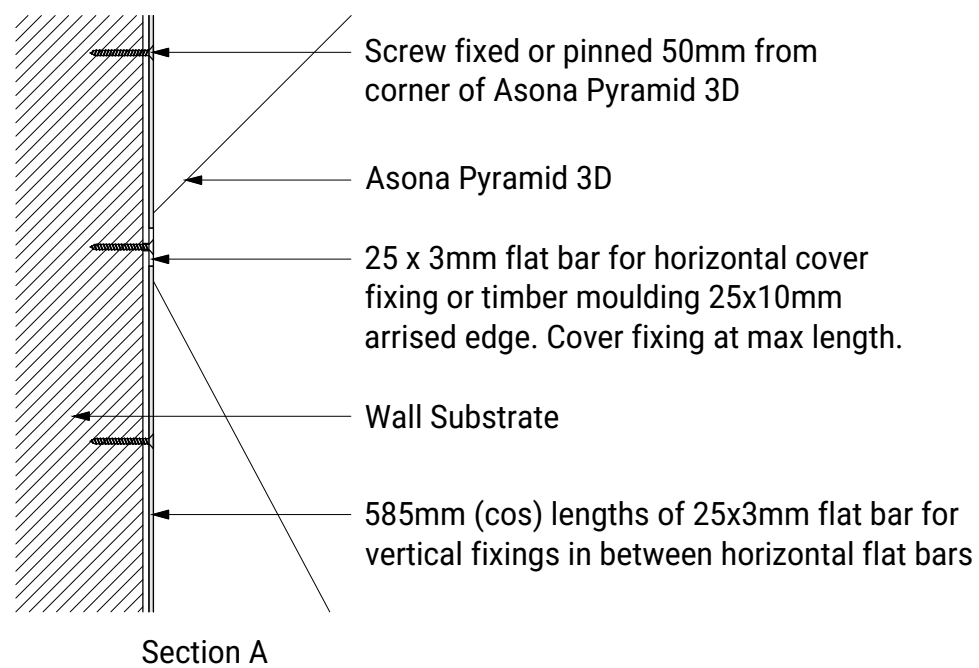 Screw fixed or pinned 50mm from
corner of Asona Pyramid 3D
Asona Pyramid 3D
25 x 3mm flat bar for horizontal cover
fixing or timber moulding 25x10mm
arrised edge. Cover fixing at max length.
Wall Substrate
585mm (cos) lengths of 25x3mm flat bar for
vertical fixings in between horizontal flat bars
Section A